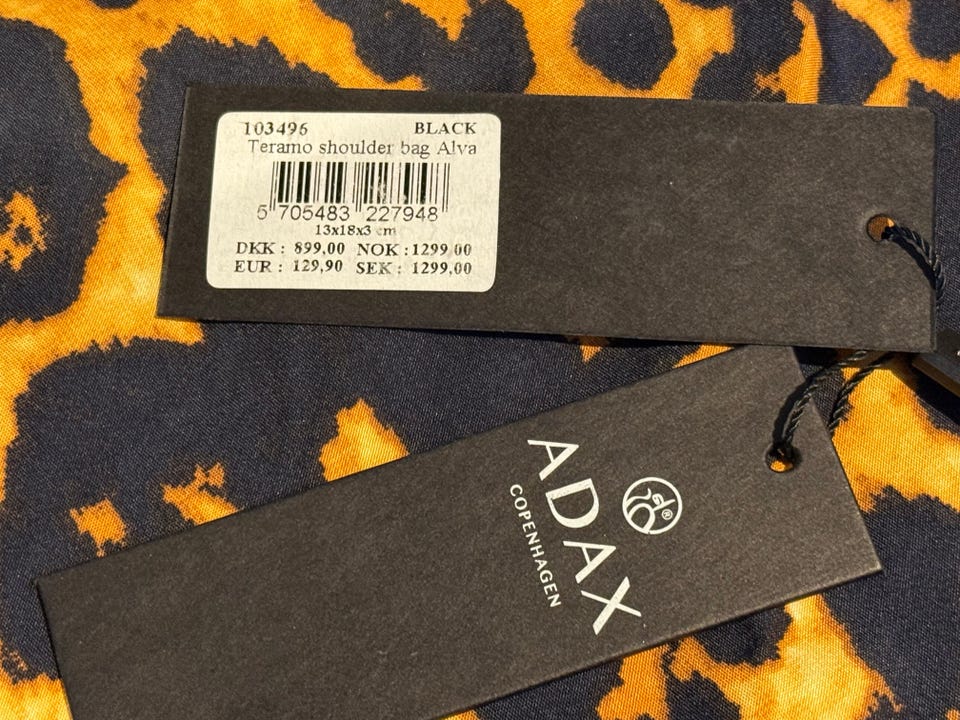 103496 BLACK
Teramo shoulder bag Alva
5 705483 227948
13x18x3 cm
DKK : 899,00 NOK : 1299 00
EUR : 129,90 SEK : 1299,00
ADAX
COPENHAGEN
®